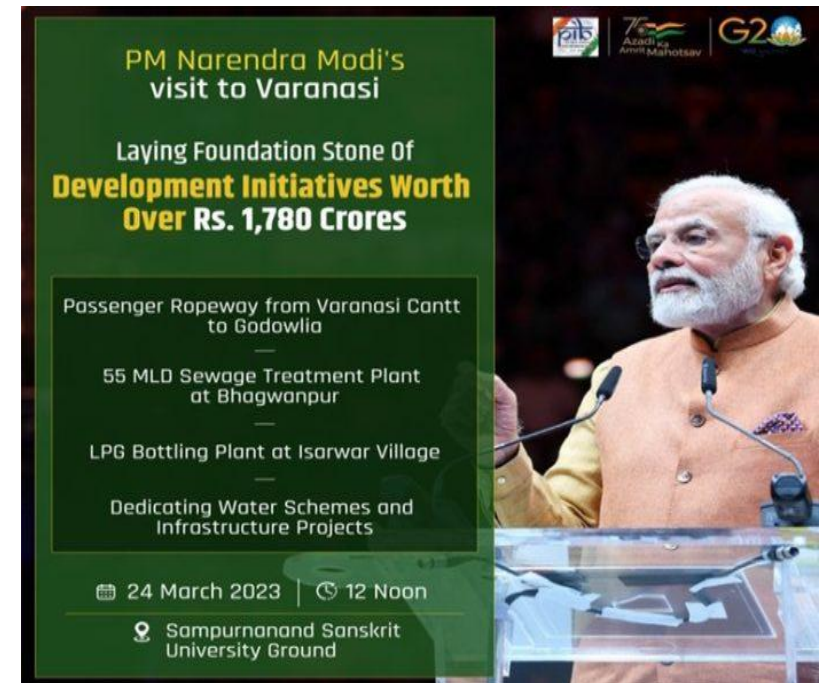 PM Narendra Modi's
visit to Varanasi
Laying Foundation Stone Of
Development Initiatives Worth
Over Rs. 1,780 Crores
Passenger Ropeway from Varanasi Cantt
to Godowlia
55 MLD Sewage Treatment Plant
at Bhagwanpur
LPG Bottling Plant at Isarwar Village
Dedicating Water Schemes and
Infrastructure Projects
24 March 2023 | 12 Noon
Sampurnanand Sanskrit
University Ground
pib
75
Azadi Ka
Amrit Mahotsav
G20